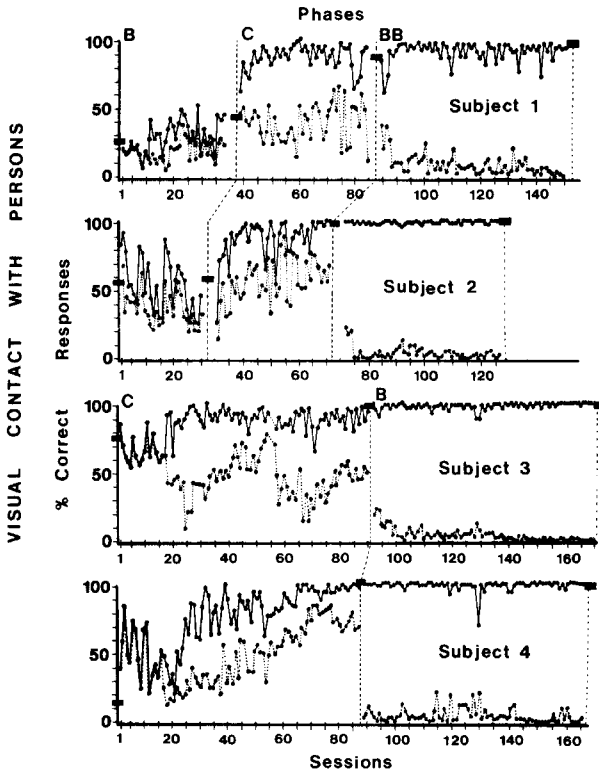 Phases
B C BB
100
50
0
Subject 1
1 20 40 60 80 100 120 140
100
50
0
Subject 2
1 20 40 60 80 100 120
C B
100
50
0
Subject 3
1 20 40 60 80 100 120 140 160
100
50
0
Subject 4
1 20 40 60 80 100 120 140 160
Sessions
VISUAL CONTACT WITH PERSONS
% Correct Responses